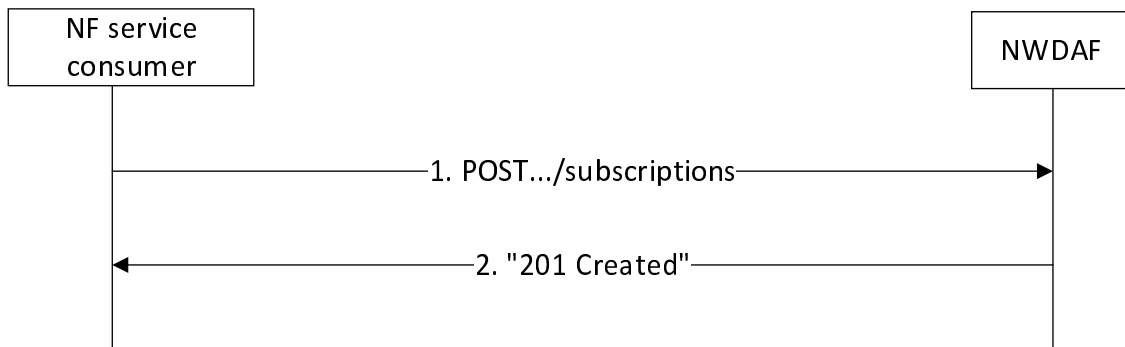 NF service
consumer
NWDAF
1. POST.../subscriptions
2. "201 Created"